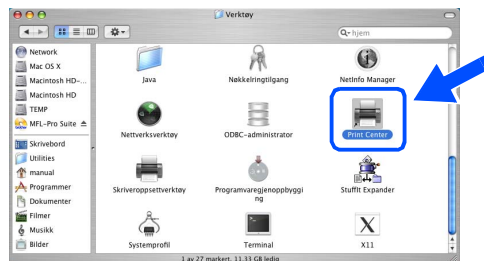 Verktøy
hjem
Network
Mac OS X
Macintosh HD-...
Macintosh HD
TEMP
MFL-Pro Suite
Skrivebord
Utilities
manual
Programmer
Dokumenter
Filmer
Musikk
Bilder
Java
Nøkkelringtilgang
NetInfo Manager
Nettverksverktøy
ODBC-administrator
Print Center
Skriveroppsettverktøy
Programvaregjenoppbyggi
ng
StuffIt Expander
Systemprofil
Terminal
X11
1 av 27 markert, 11,33 GB ledig